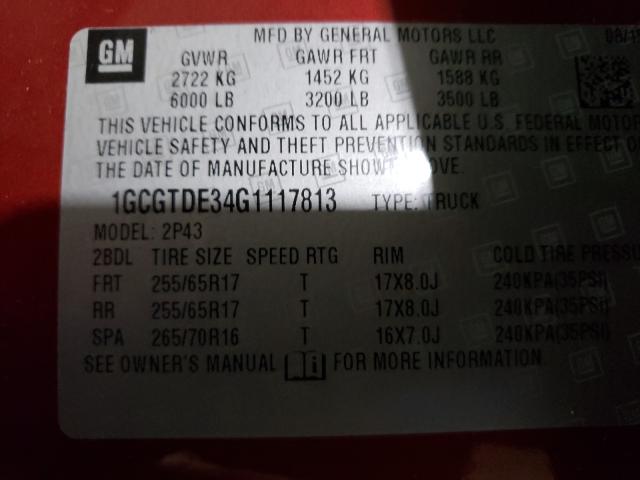 GM
MFD BY GENERAL MOTORS LLC
GVWR GAWR FRT GAWR RR
2722 KG 1452 KG 1588 KG
6000 LB 3200 LB 3500 LB
THIS VEHICLE CONFORMS TO ALL APPLICABLE U.S. FEDERAL MOTOR
VEHICLE SAFETY AND THEFT PREVENTION STANDARDS IN EFFECT
THE DATE OF MANUFACTURE SHOWN ABOVE.
1GCGTDE34G1117813 TYPE: TRUCK
MODEL: 2P43
2BDL TIRE SIZE SPEED RTG RIM COLD TIRE PRESSU
FRT 255/65R17 T 17X8.0J 240KPA(35PSI)
RR 255/65R17 T 17X8.0J 240KPA(35PSI)
SPA 265/70R16 T 16X7.0J 240KPA(35PSI)
SEE OWNER'S MANUAL FOR MORE INFORMATION.